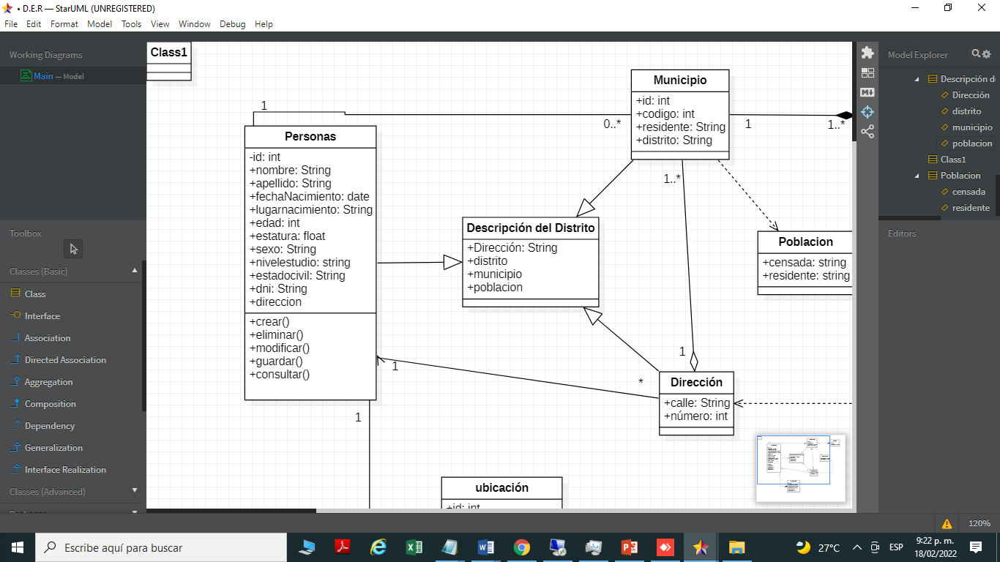 • D.E.R — StarUML (UNREGISTERED)
File Edit Format Model Tools View Window Debug Help
Working Diagrams
Main — Model
Toolbox
Classes (Basic)
Class
Interface
Association
Directed Association
Aggregation
Composition
Dependency
Generalization
Interface Realization
Classes (Advanced)
Class1
1
Personas
-id: int
+nombre: String
+apellido: String
+fechaNacimiento: date
+lugarnacimiento: String
+edad: int
+estatura: float
+sexo: String
+nivelestudio: string
+estadocivil: String
+dni: String
+direccion
+crear()
+eliminar()
+modificar()
+guardar()
+consultar()
1
1
Descripción del Distrito
+Dirección: String
+distrito
+municipio
+poblacion
Municipio
+id: int
+codigo: int
+residente: String
+distrito: String
0..*
1
1..*
1..*
Poblacion
+censada: string
+residente: string
1
*
Dirección
+calle: String
+número: int
ubicación
+id: int
Model Explorer
Descripción d
Dirección
distrito
municipio
poblacion
Class1
Poblacion
censada
residente
Editors
120%
Escribe aquí para buscar
27°C
ESP
9:22 p. m.
18/02/2022